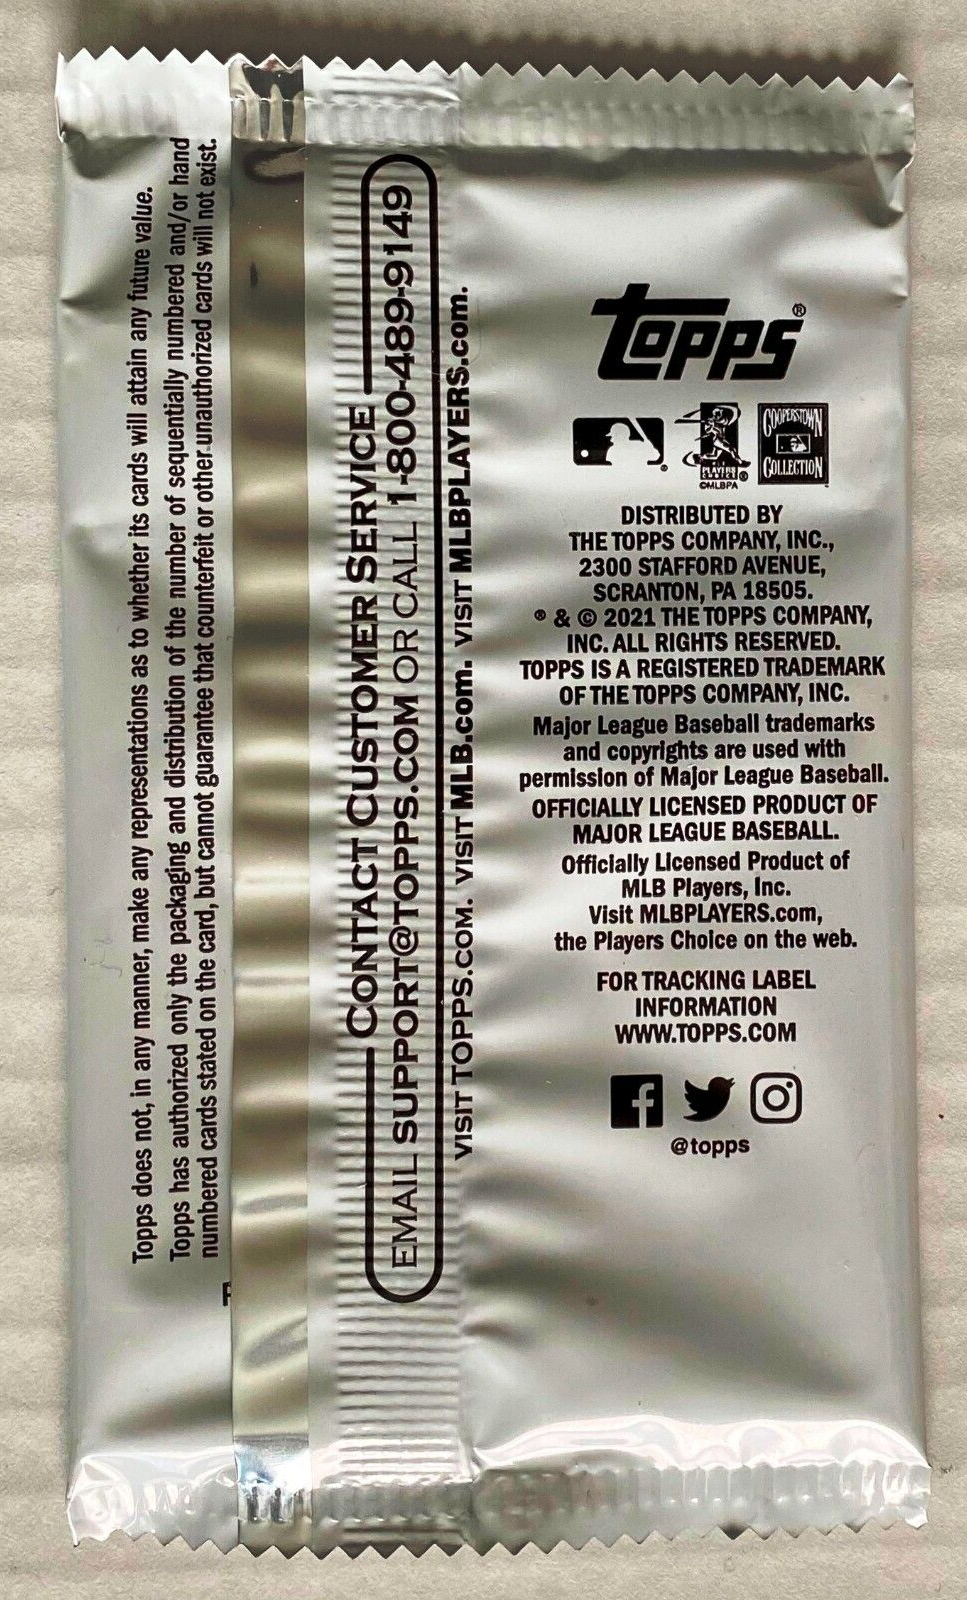 Topps does not, in any manner, make any representations as to whether its cards will attain any future value.
Topps has authorized only the packaging and distribution of the number of sequentially numbered and/or hand
numbered cards stated on the card, but cannot guarantee that counterfeit or other unauthorized cards will not exist.
CONTACT CUSTOMER SERVICE
EMAIL SUPPORT@TOPPS.COM OR CALL 1-800-489-9149
VISIT TOPPS.COM. VISIT MLB.com. VISIT MLBPLAYERS.com.
topps®
PLAYERS
CHOICE
©MLBPA
COOPERSTOWN
COLLECTION
DISTRIBUTED BY
THE TOPPS COMPANY, INC.,
2300 STAFFORD AVENUE,
SCRANTON, PA 18505.
® & © 2021 THE TOPPS COMPANY,
INC. ALL RIGHTS RESERVED.
TOPPS IS A REGISTERED TRADEMARK
OF THE TOPPS COMPANY, INC.
Major League Baseball trademarks
and copyrights are used with
permission of Major League Baseball.
OFFICIALLY LICENSED PRODUCT OF
MAJOR LEAGUE BASEBALL.
Officially Licensed Product of
MLB Players, Inc.
Visit MLBPLAYERS.com,
the Players Choice on the web.
FOR TRACKING LABEL
INFORMATION
WWW.TOPPS.COM
@topps